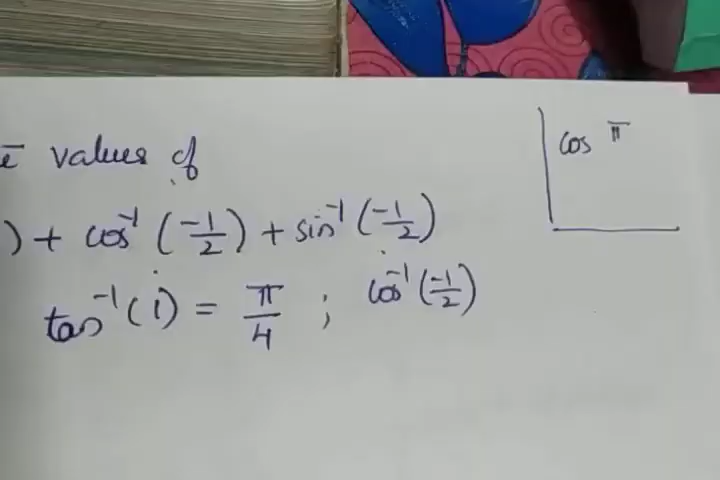 values of
) + cos⁻¹ (-1/2) + sin⁻¹ (-1/2)
tan⁻¹(1) = π/4 ; cos⁻¹(-1/2)
cos π